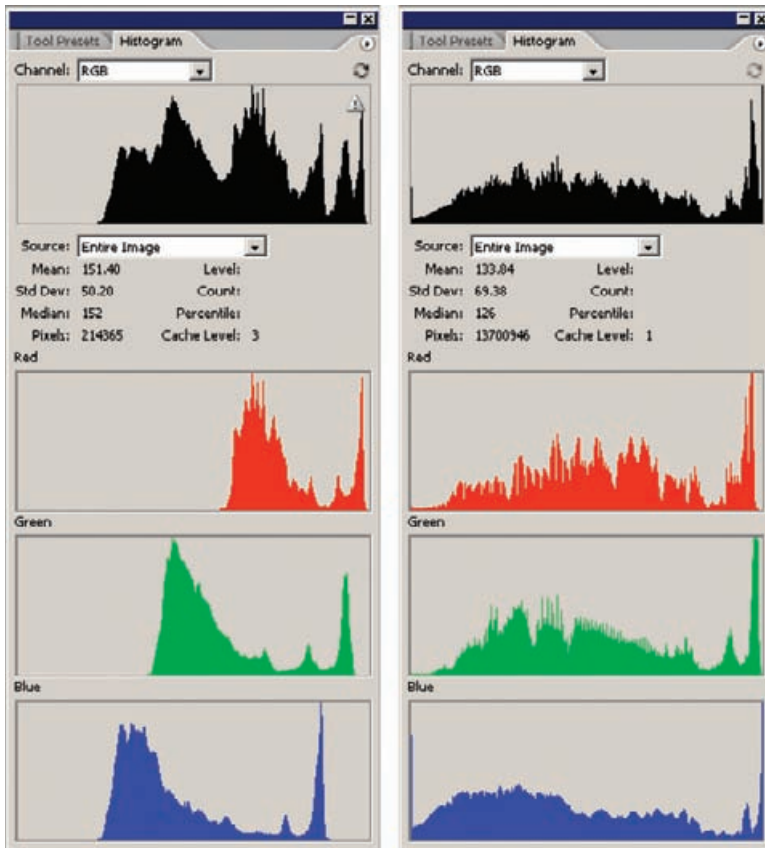 Tool Presets Histogram
Channel: RGB
Source: Entire Image
Mean: 151.40 Level:
Std Dev: 50.20 Count:
Median: 152 Percentile:
Pixels: 214365 Cache Level: 3
Red
Green
Blue
Tool Presets Histogram
Channel: RGB
Source: Entire Image
Mean: 133.84 Level:
Std Dev: 69.38 Count:
Median: 126 Percentile:
Pixels: 13700946 Cache Level: 1
Red
Green
Blue